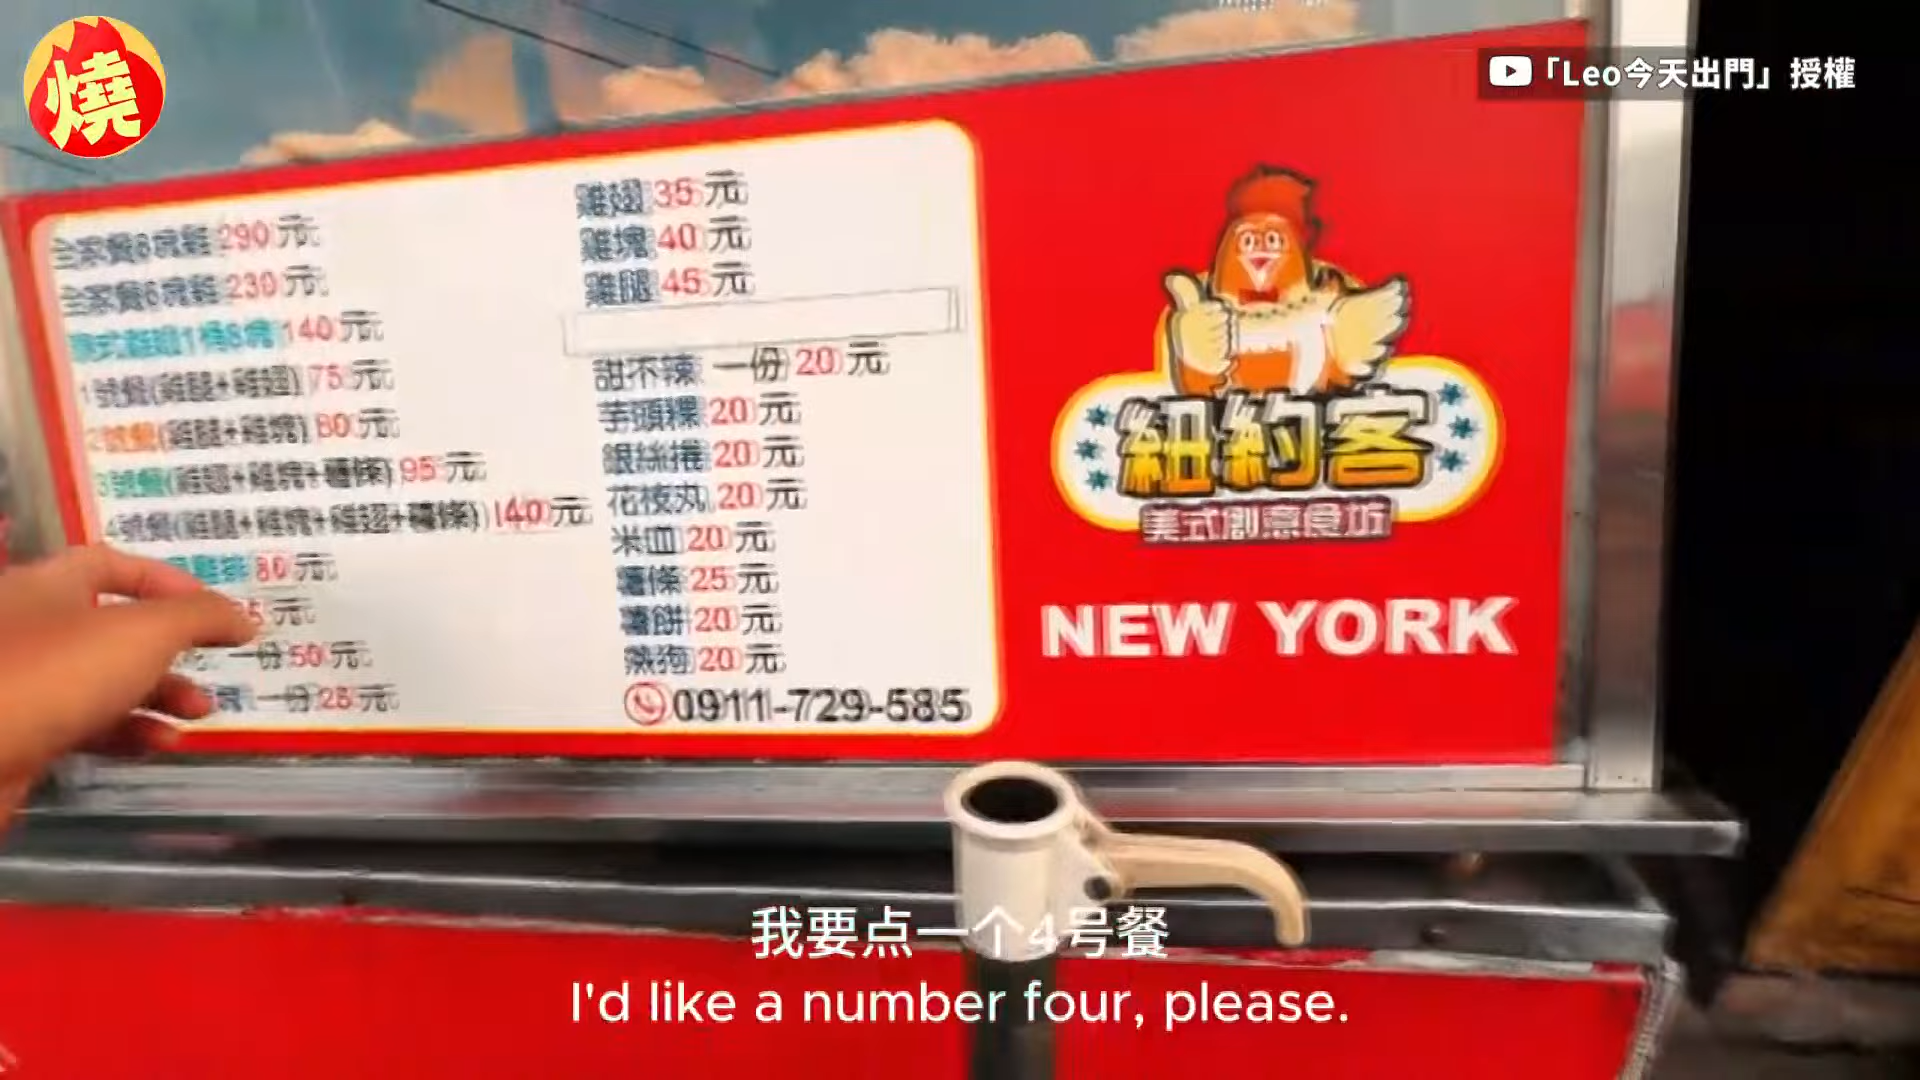 燒
「Leo今天出門」授權
全家餐8塊雞 290元
全家餐6塊雞 230元
140元
1號餐(雞腿+雞翅) 75元
2號餐(雞腿+雞塊) 80元
3號餐(雞翅+雞塊+薯條) 95元
4號餐(雞腿+雞塊+雞翅+薯條) 140元
雞排 80元
5元
一份 50元
塊 一份 25元
雞翅 35元
雞塊 40元
雞腿 45元
甜不辣 一份 20元
芋頭粿 20元
銀絲捲 20元
花枝丸 20元
米血 20元
薯條 25元
薯餅 20元
熱狗 20元
0911-729-585
紐約客
美式創意食坊
NEW YORK
我要点一个4号餐
I'd like a number four, please.